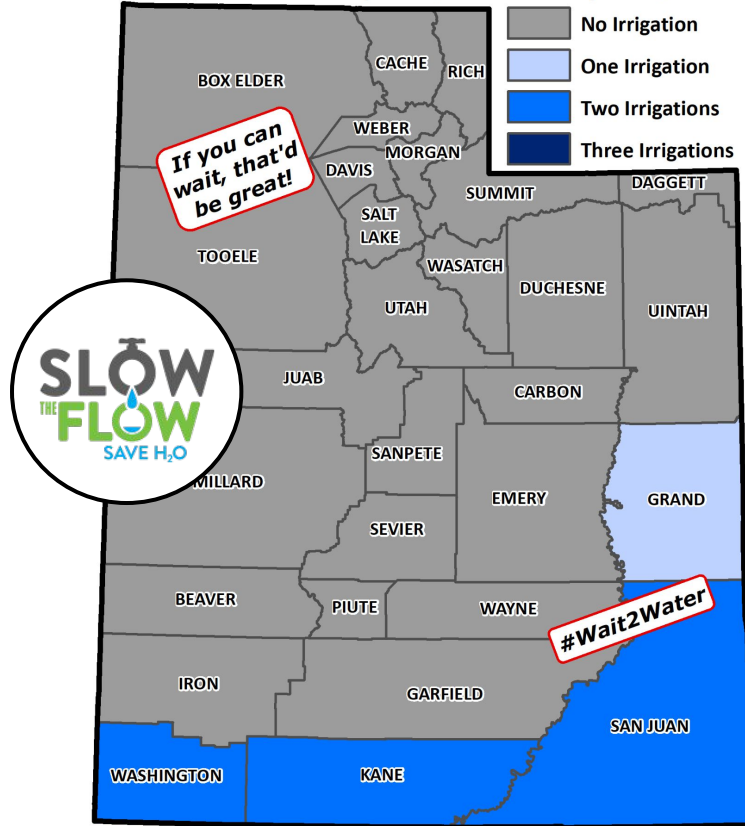 No Irrigation
One Irrigation
Two Irrigations
Three Irrigations
CACHE
RICH
BOX ELDER
WEBER
MORGAN
DAVIS
If you can
wait, that'd
be great!
SUMMIT
DAGGETT
SALT
LAKE
TOOELE
WASATCH
DUCHESNE
UTAH
UINTAH
JUAB
CARBON
SLOW
THE FLOW
SAVE H₂O
SANPETE
MILLARD
EMERY
GRAND
SEVIER
BEAVER
PIUTE
WAYNE
#Wait2Water
IRON
GARFIELD
SAN JUAN
WASHINGTON
KANE